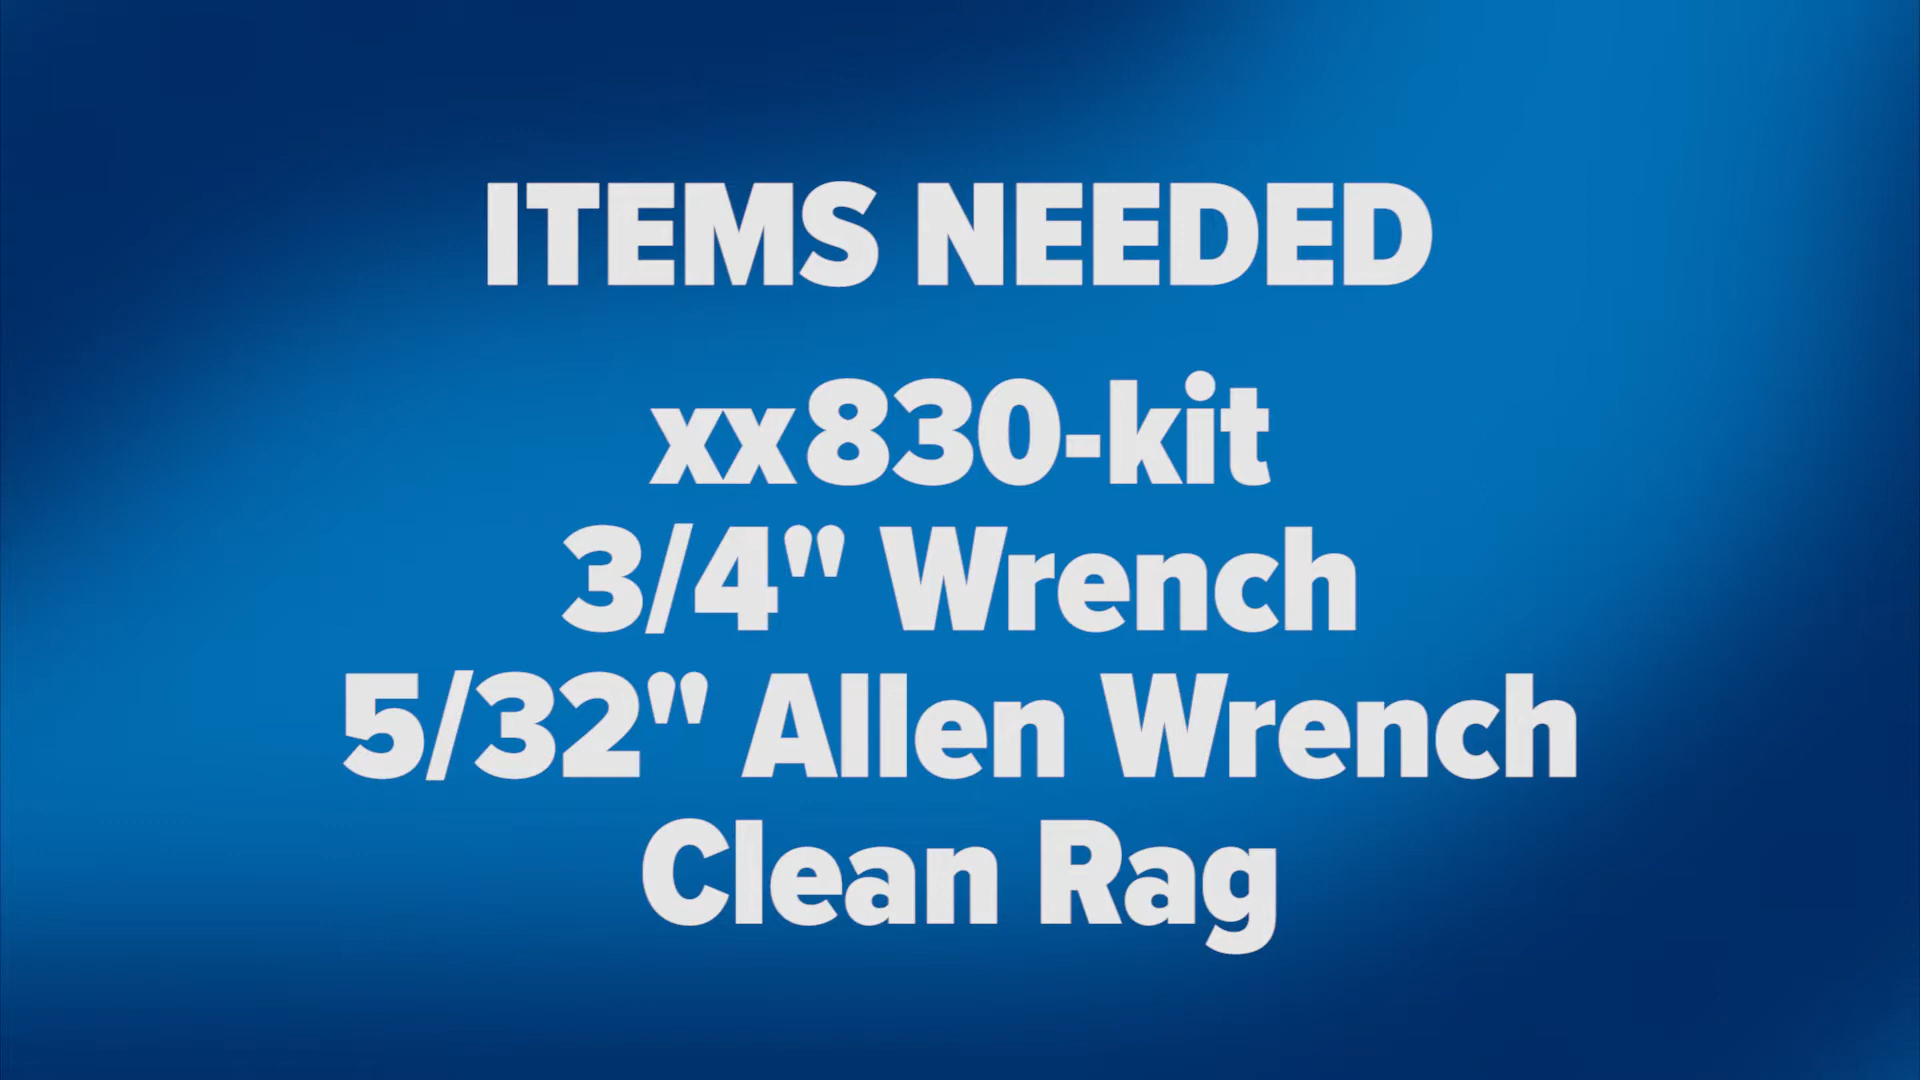 ITEMS NEEDED
xx830-kit
3/4" Wrench
5/32" Allen Wrench
Clean Rag